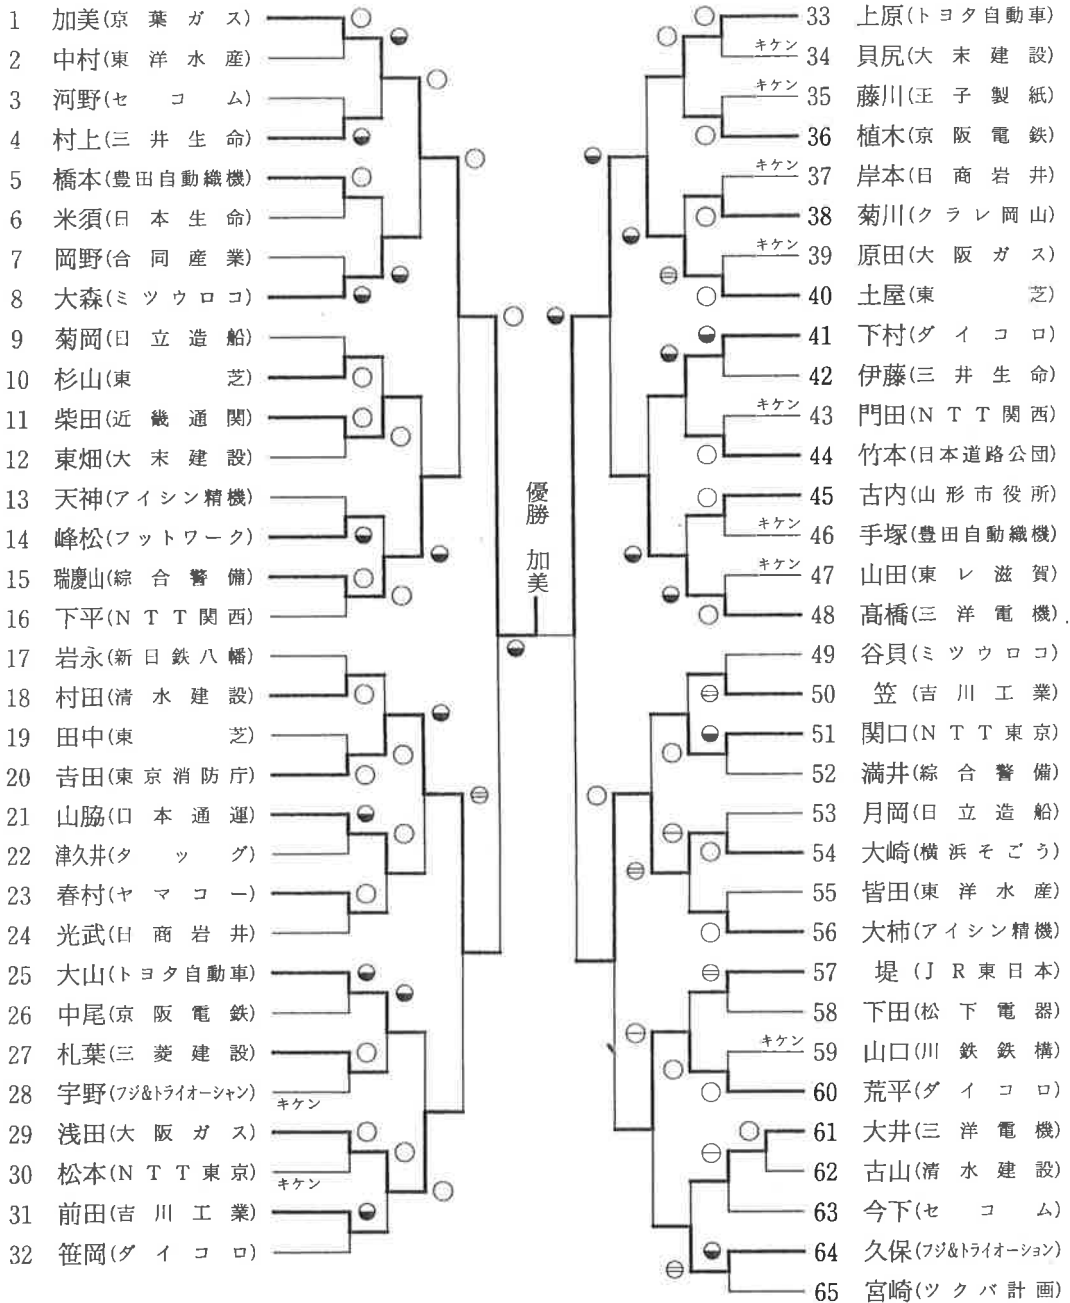 1 加美(京葉ガス)
2 中村(東洋水産)
3 河野(セコム)
4 村上(三井生命)
5 橋本(豊田自動織機)
6 米須(日本生命)
7 岡野(合同産業)
8 大森(ミツウロコ)
9 菊岡(日立造船)
10 杉山(東芝)
11 柴田(近畿通関)
12 東畑(大末建設)
13 天神(アイシン精機)
14 峰松(フットワーク)
15 瑞慶山(綜合警備)
16 下平(NTT関西)
17 岩永(新日鉄八幡)
18 村田(清水建設)
19 田中(東芝)
20 吉田(東京消防庁)
21 山脇(日本通運)
22 津久井(タッグ)
23 春村(ヤマコー)
24 光武(日商岩井)
25 大山(トヨタ自動車)
26 中尾(京阪電鉄)
27 札葉(三菱建設)
28 宇野(フジ&トライオーシャン) キケン
29 浅田(大阪ガス)
30 松本(NTT東京) キケン
31 前田(吉川工業)
32 笹岡(ダイコロ)
優勝 加美
33 上原(トヨタ自動車)
キケン 34 貝尻(大末建設)
キケン 35 藤川(王子製紙)
36 植木(京阪電鉄)
キケン 37 岸本(日商岩井)
38 菊川(クラレ岡山)
キケン 39 原田(大阪ガス)
40 土屋(東芝)
41 下村(ダイコロ)
42 伊藤(三井生命)
キケン 43 門田(NTT関西)
44 竹本(日本道路公団)
45 古内(山形市役所)
キケン 46 手塚(豊田自動織機)
キケン 47 山田(東レ滋賀)
48 髙橋(三洋電機)
49 谷貝(ミツウロコ)
50 笠(吉川工業)
51 関口(NTT東京)
52 満井(綜合警備)
53 月岡(日立造船)
54 大崎(横浜そごう)
55 皆田(東洋水産)
56 大柿(アイシン精機)
57 堤(JR東日本)
58 下田(松下電器)
キケン 59 山口(川鉄鉄構)
60 荒平(ダイコロ)
61 大井(三洋電機)
62 古山(清水建設)
63 今下(セコム)
64 久保(フジ&トライオーション)
65 宮崎(ツクバ計画)